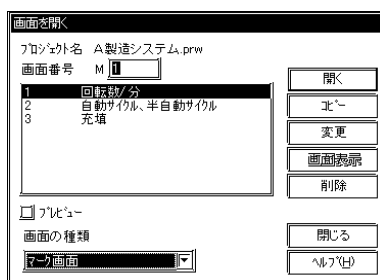 画面を開く
ﾌﾟﾛｼﾞｪｸﾄ名 A製造システム.prw
画面番号 M 1
1 回転数/分
2 自動ｻｲｸﾙ、半自動ｻｲｸﾙ
3 充填
ﾌﾟﾚﾋﾞｭｰ
画面の種類
ﾏｰｸ画面
開く
ｺﾋﾟｰ
変更
画面表示
削除
閉じる
ﾍﾙﾌﾟ(H)